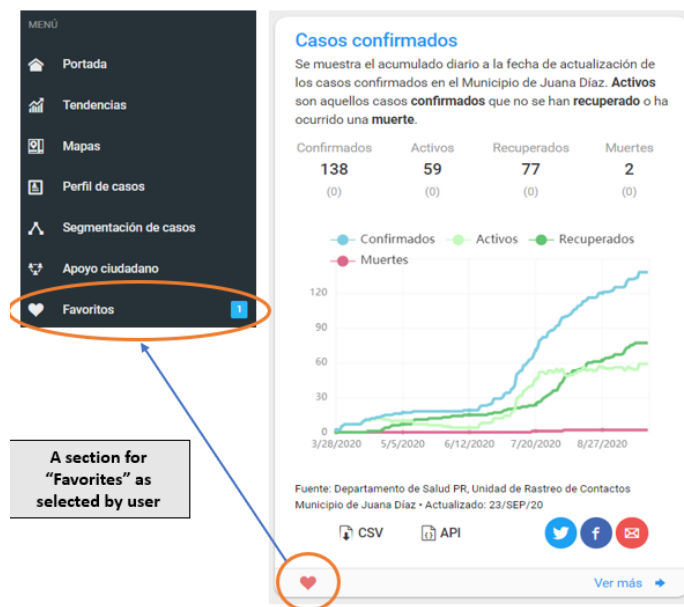 MENÚ
Portada
Tendencias
Mapas
Perfil de casos
Segmentación de casos
Apoyo ciudadano
Favoritos 1
A section for
“Favorites” as
selected by user
Casos confirmados
Se muestra el acumulado diario a la fecha de actualización de
los casos confirmados en el Municipio de Juana Díaz. Activos
son aquellos casos confirmados que no se han recuperado o ha
ocurrido una muerte.
Confirmados Activos Recuperados Muertes
138 59 77 2
(0) (0) (0) (0)
Confirmados Activos Recuperados
Muertes
120
90
60
30
0
3/28/2020 5/5/2020 6/12/2020 7/20/2020 8/27/2020
Fuente: Departamento de Salud PR, Unidad de Rastreo de Contactos
Municipio de Juana Díaz • Actualizado: 23/SEP/20
CSV {} API f
Ver más